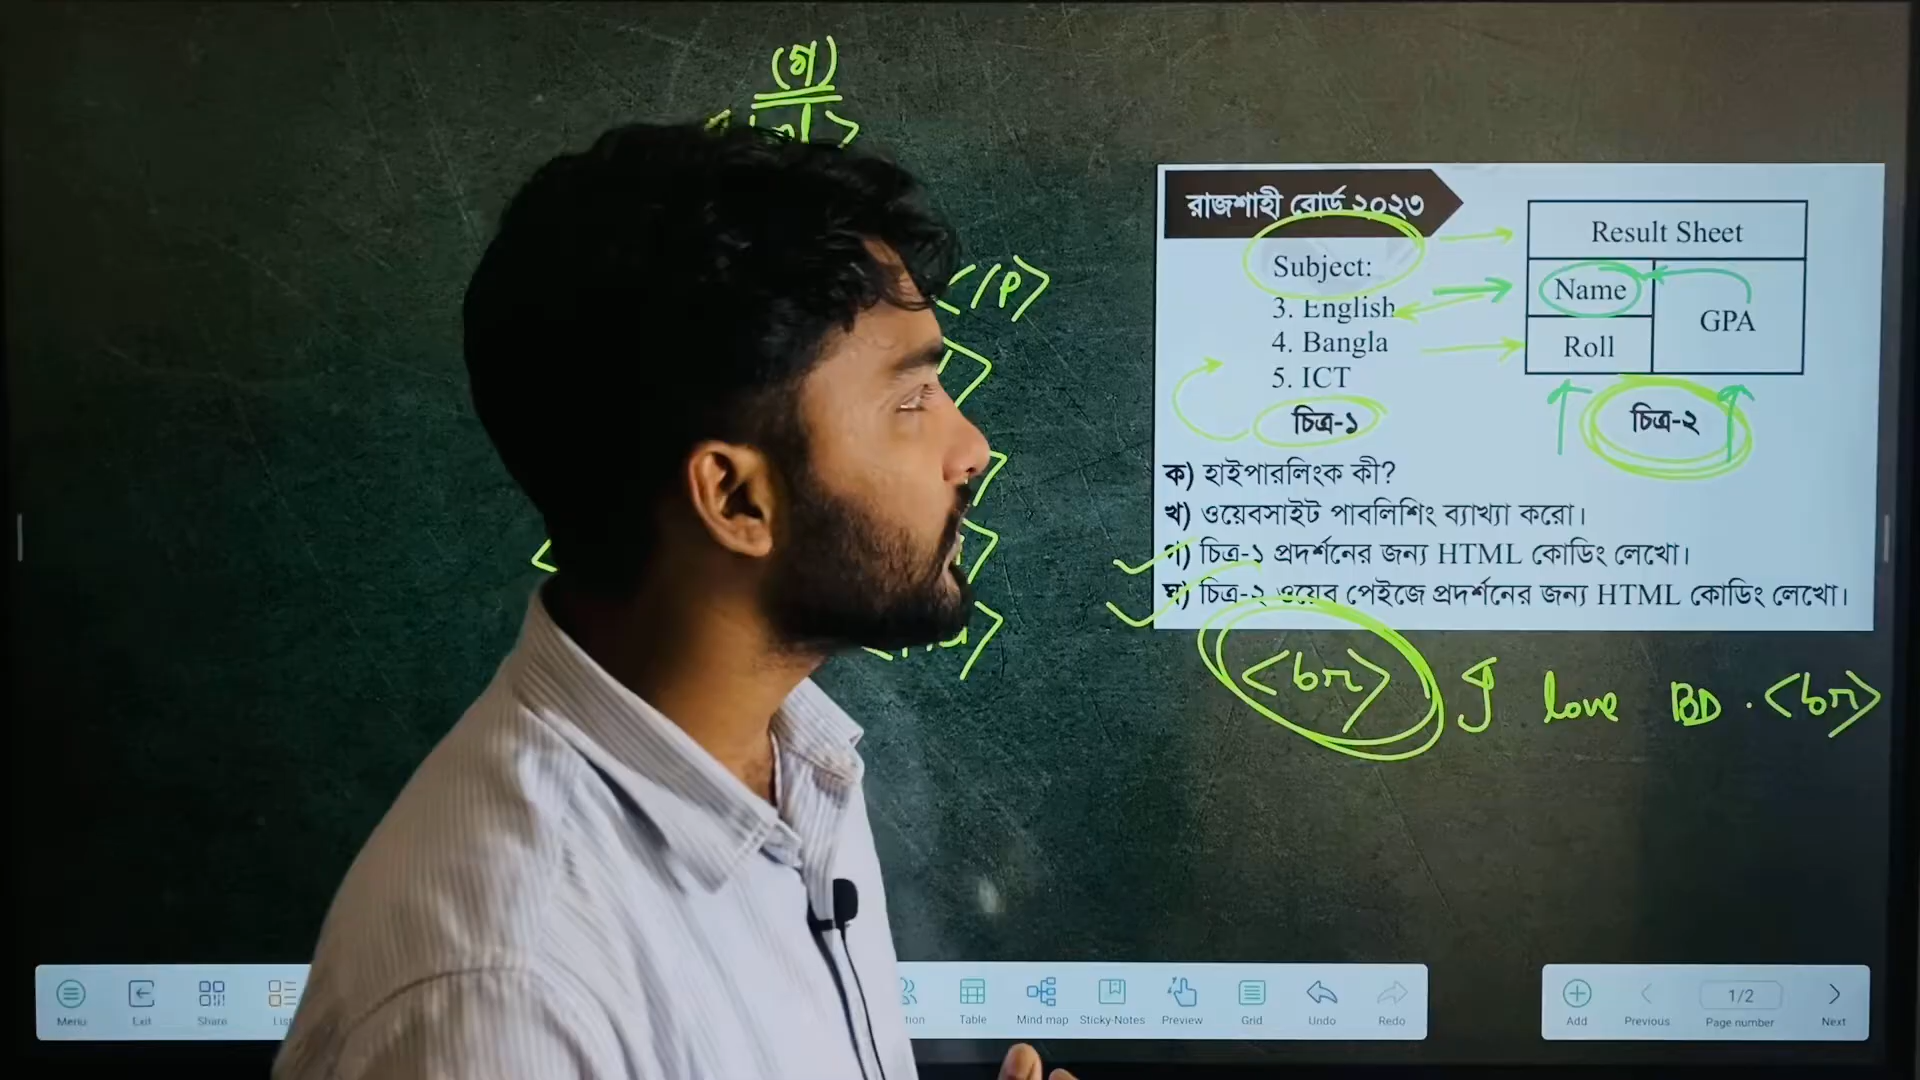 (গ)
</p>
রাজশাহী বোর্ড ২০২৩
Subject:
3. English
4. Bangla
5. ICT
চিত্র-১
Result Sheet
Name
Roll
GPA
চিত্র-২
ক) হাইপারলিংক কী?
খ) ওয়েবসাইট পাবলিশিং ব্যাখ্যা করো।
গ) চিত্র-১ প্রদর্শনের জন্য HTML কোডিং লেখো।
ঘ) চিত্র-২ ওয়েব পেইজে প্রদর্শনের জন্য HTML কোডিং লেখো।
<br> I love BD. <br>
Menu Exit Share List Table Mind map Sticky-Notes Preview Grid Undo Redo
Add Previous 1/2 Page number Next